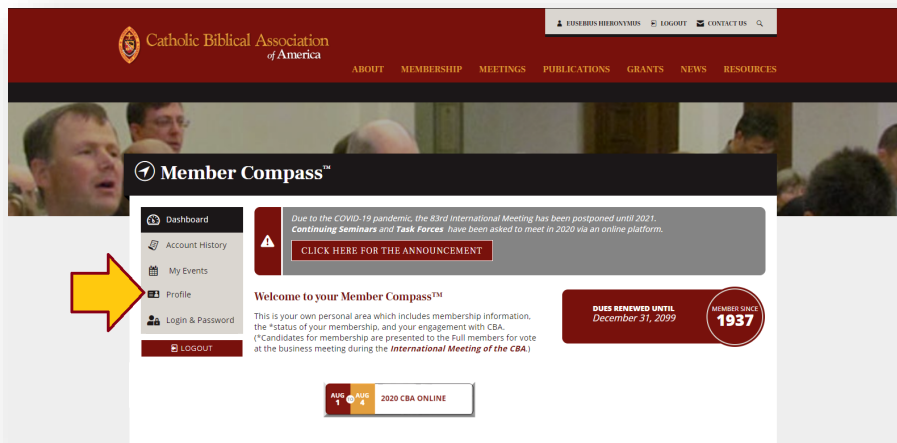 EUSEBIUS HIERONYMUS LOGOUT CONTACT US
Catholic Biblical Association
of America
ABOUT MEMBERSHIP MEETINGS PUBLICATIONS GRANTS NEWS RESOURCES
Member Compass™
Dashboard
Account History
My Events
Profile
Login & Password
LOGOUT
Due to the COVID-19 pandemic, the 83rd International Meeting has been postponed until 2021.
Continuing Seminars and Task Forces have been asked to meet in 2020 via an online platform.
CLICK HERE FOR THE ANNOUNCEMENT
Welcome to your Member Compass™
This is your own personal area which includes membership information,
the *status of your membership, and your engagement with CBA.
(*Candidates for membership are presented to the Full members for vote
at the business meeting during the International Meeting of the CBA.)
DUES RENEWED UNTIL
December 31, 2099
MEMBER SINCE
1937
AUG
1
AUG
4
2020 CBA ONLINE